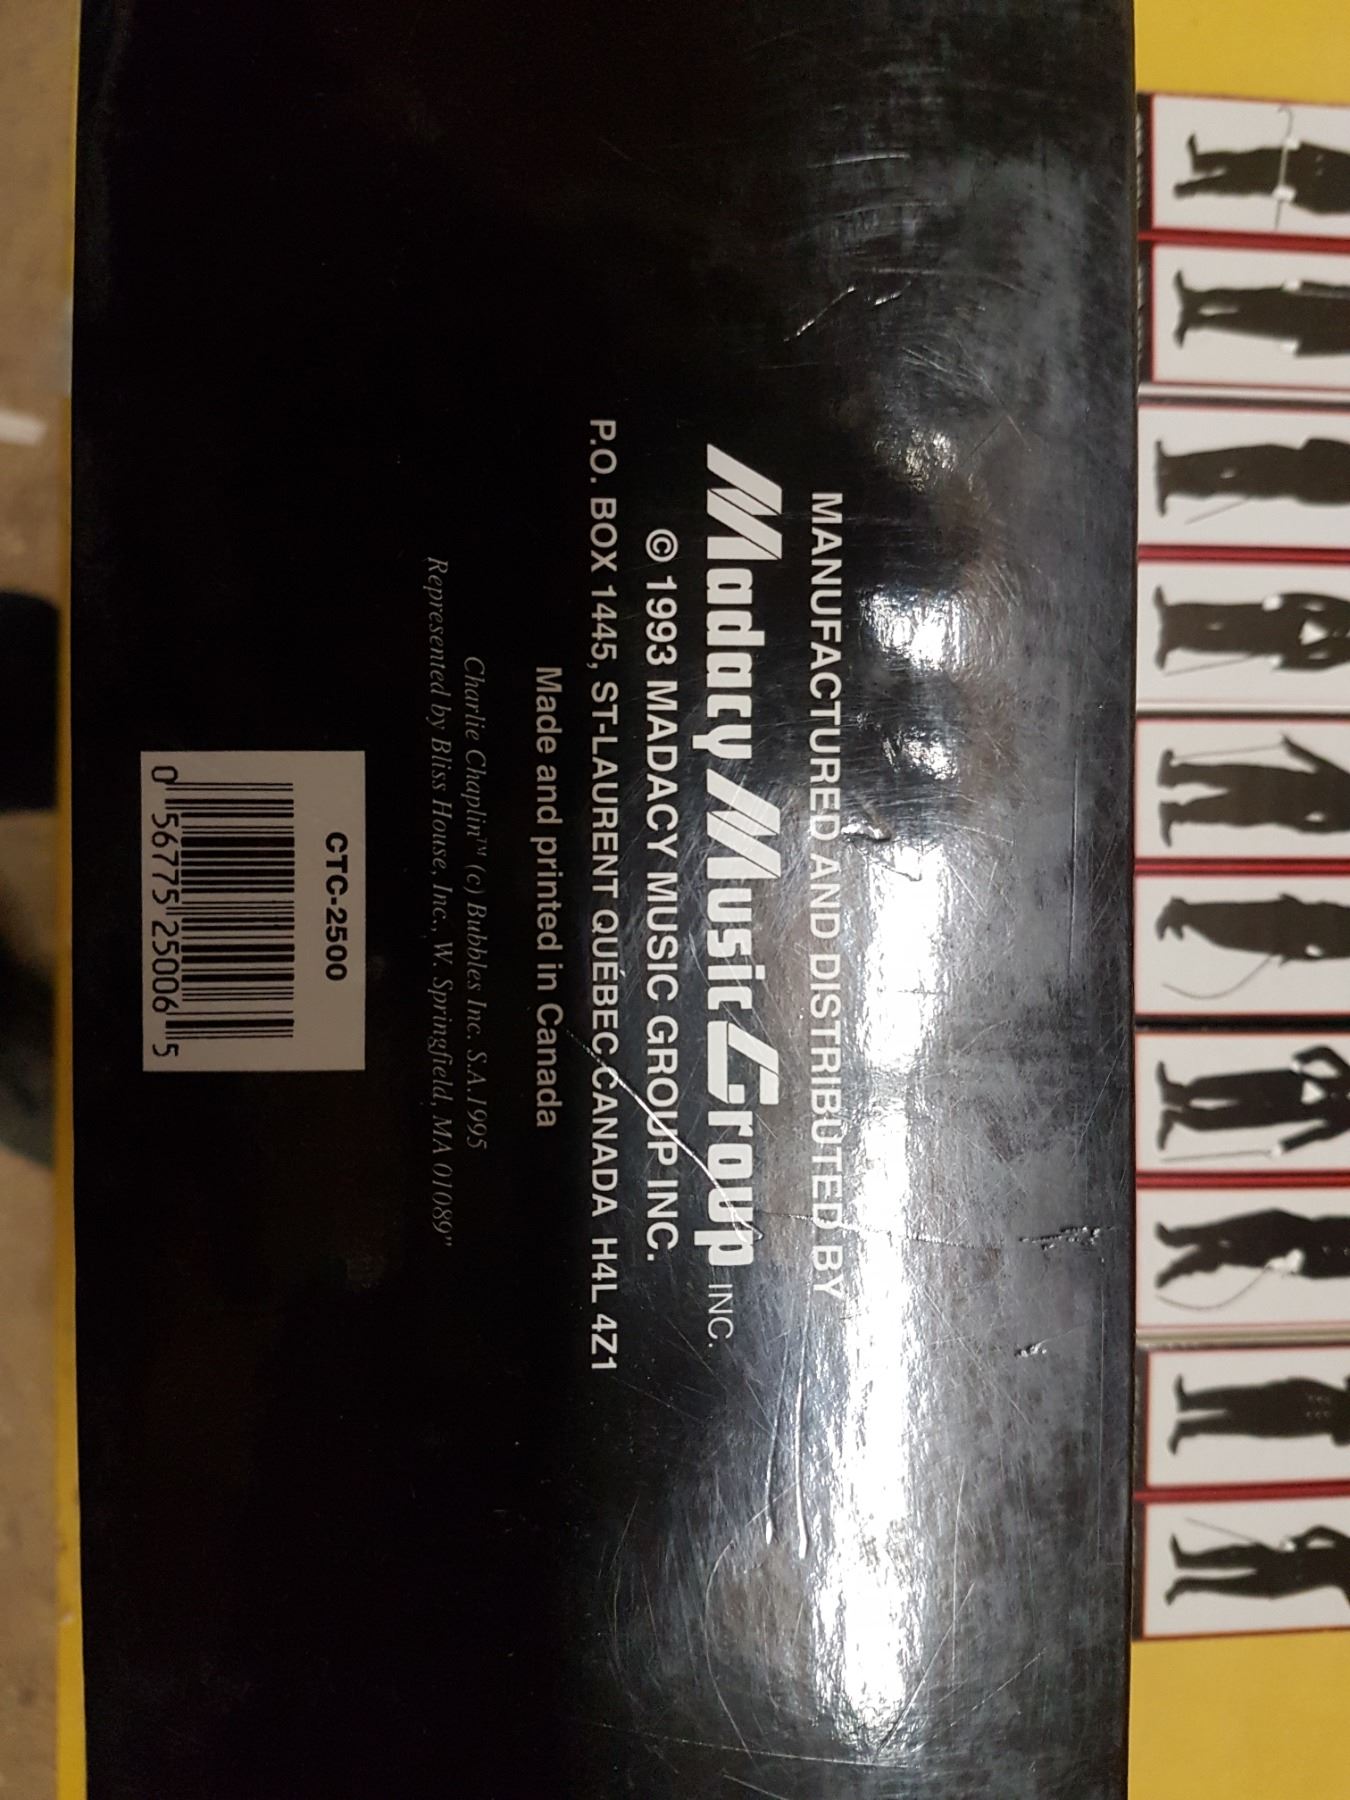 MANUFACTURED AND DISTRIBUTED BY
Madacy Music Group INC.
© 1993 MADACY MUSIC GROUP INC.
P.O. BOX 1445, ST-LAURENT QUÉBEC, CANADA H4L 4Z1
Made and printed in Canada
Charlie Chaplin™ (c) Bubbles Inc. S.A.1995
Represented by Bliss House, Inc., W. Springfield, MA 01089"
CTC-2500
0 56775 25006 5